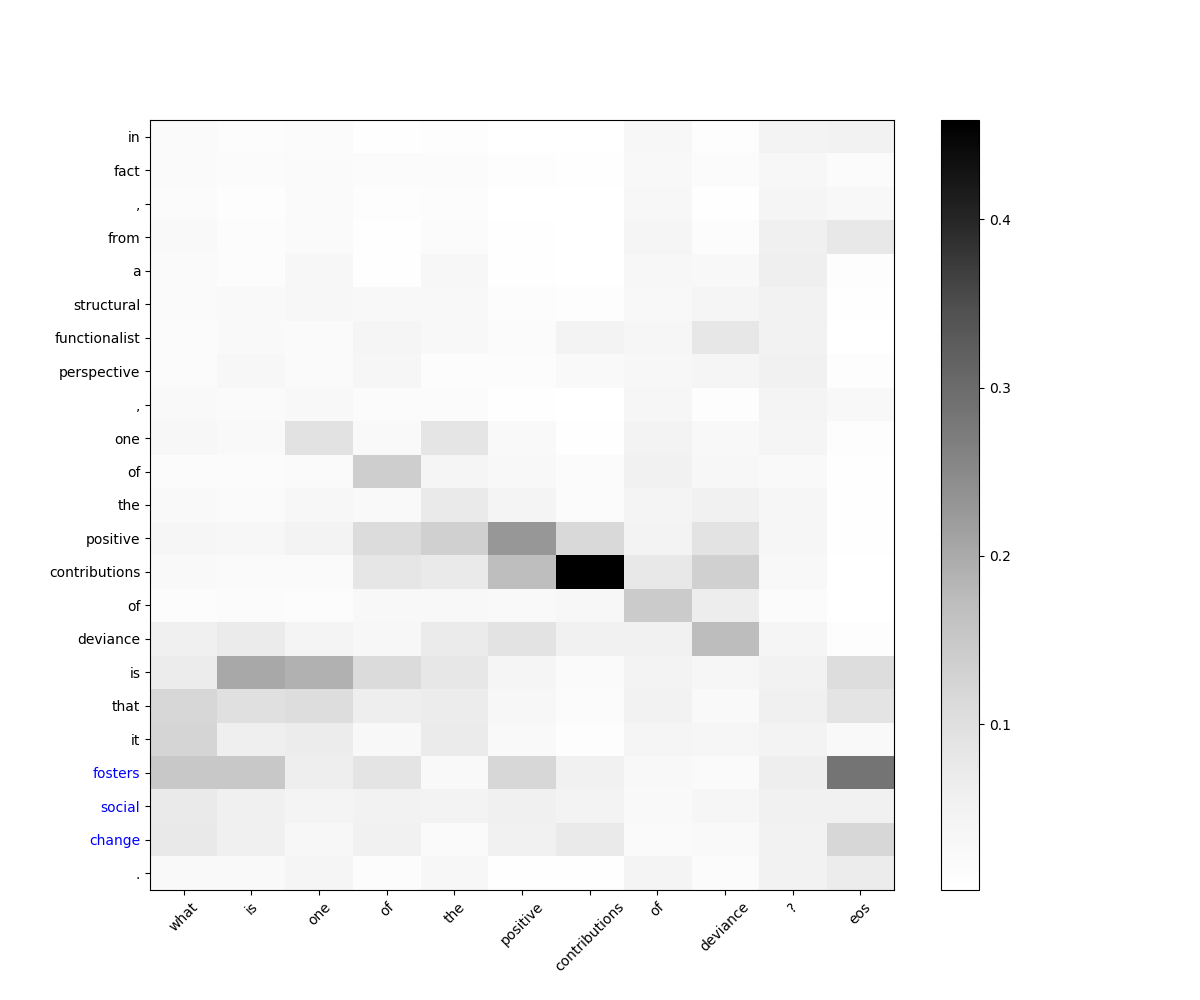 in
fact
,
from
a
structural
functionalist
perspective
,
one
of
the
positive
contributions
of
deviance
is
that
it
fosters
social
change
.
what is one of the positive contributions of deviance ? eos
0.4
0.3
0.2
0.1